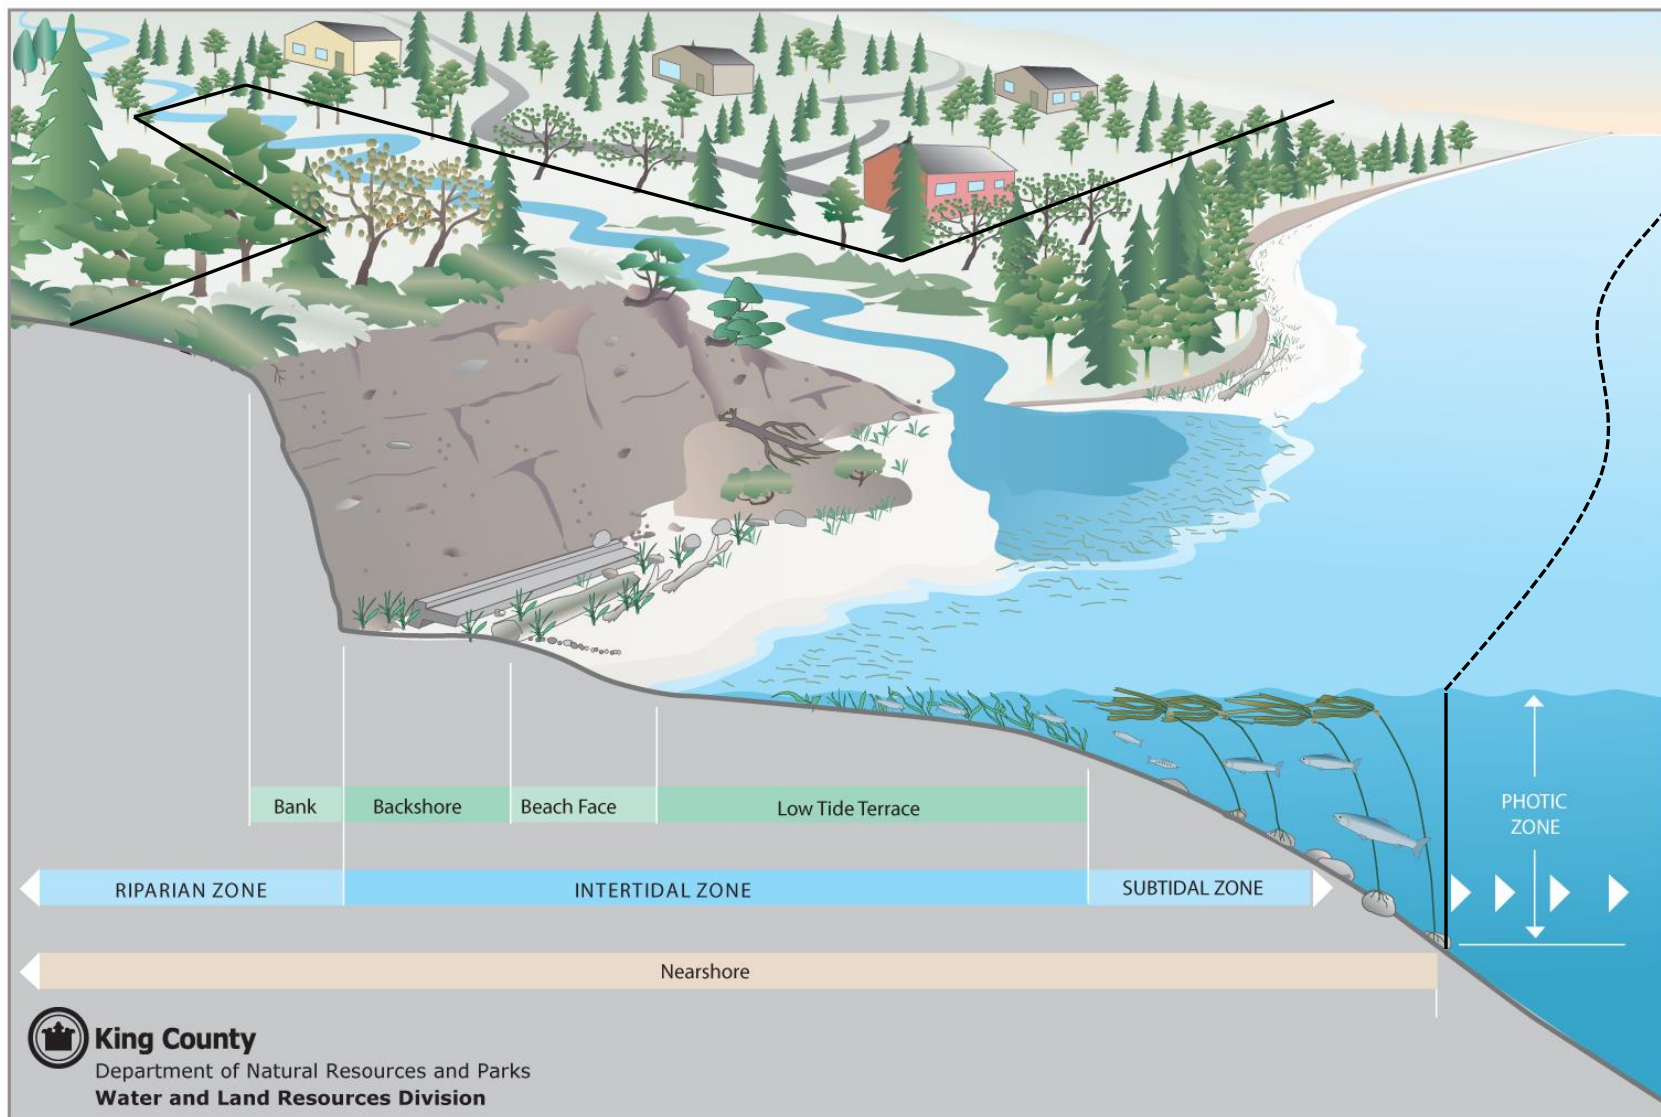 PHOTIC
ZONE
Bank
Backshore
Beach Face
Low Tide Terrace
RIPARIAN ZONE
INTERTIDAL ZONE
SUBTIDAL ZONE
Nearshore
King County
Department of Natural Resources and Parks
Water and Land Resources Division